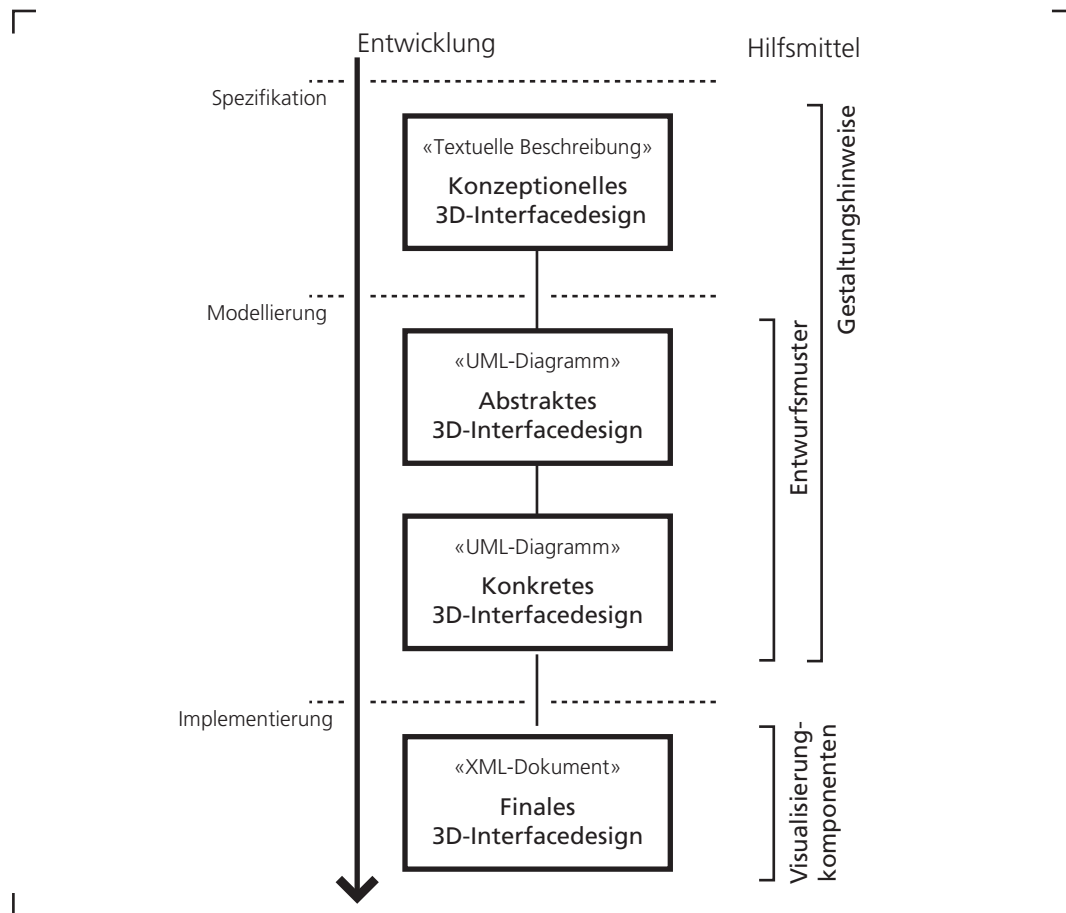 Entwicklung
Hilfsmittel
Spezifikation
«Textuelle Beschreibung»
Konzeptionelles
3D-Interfacedesign
Gestaltungshinweise
Modellierung
«UML-Diagramm»
Abstraktes
3D-Interfacedesign
Entwurfsmuster
«UML-Diagramm»
Konkretes
3D-Interfacedesign
Implementierung
«XML-Dokument»
Finales
3D-Interfacedesign
Visualisierung-
komponenten